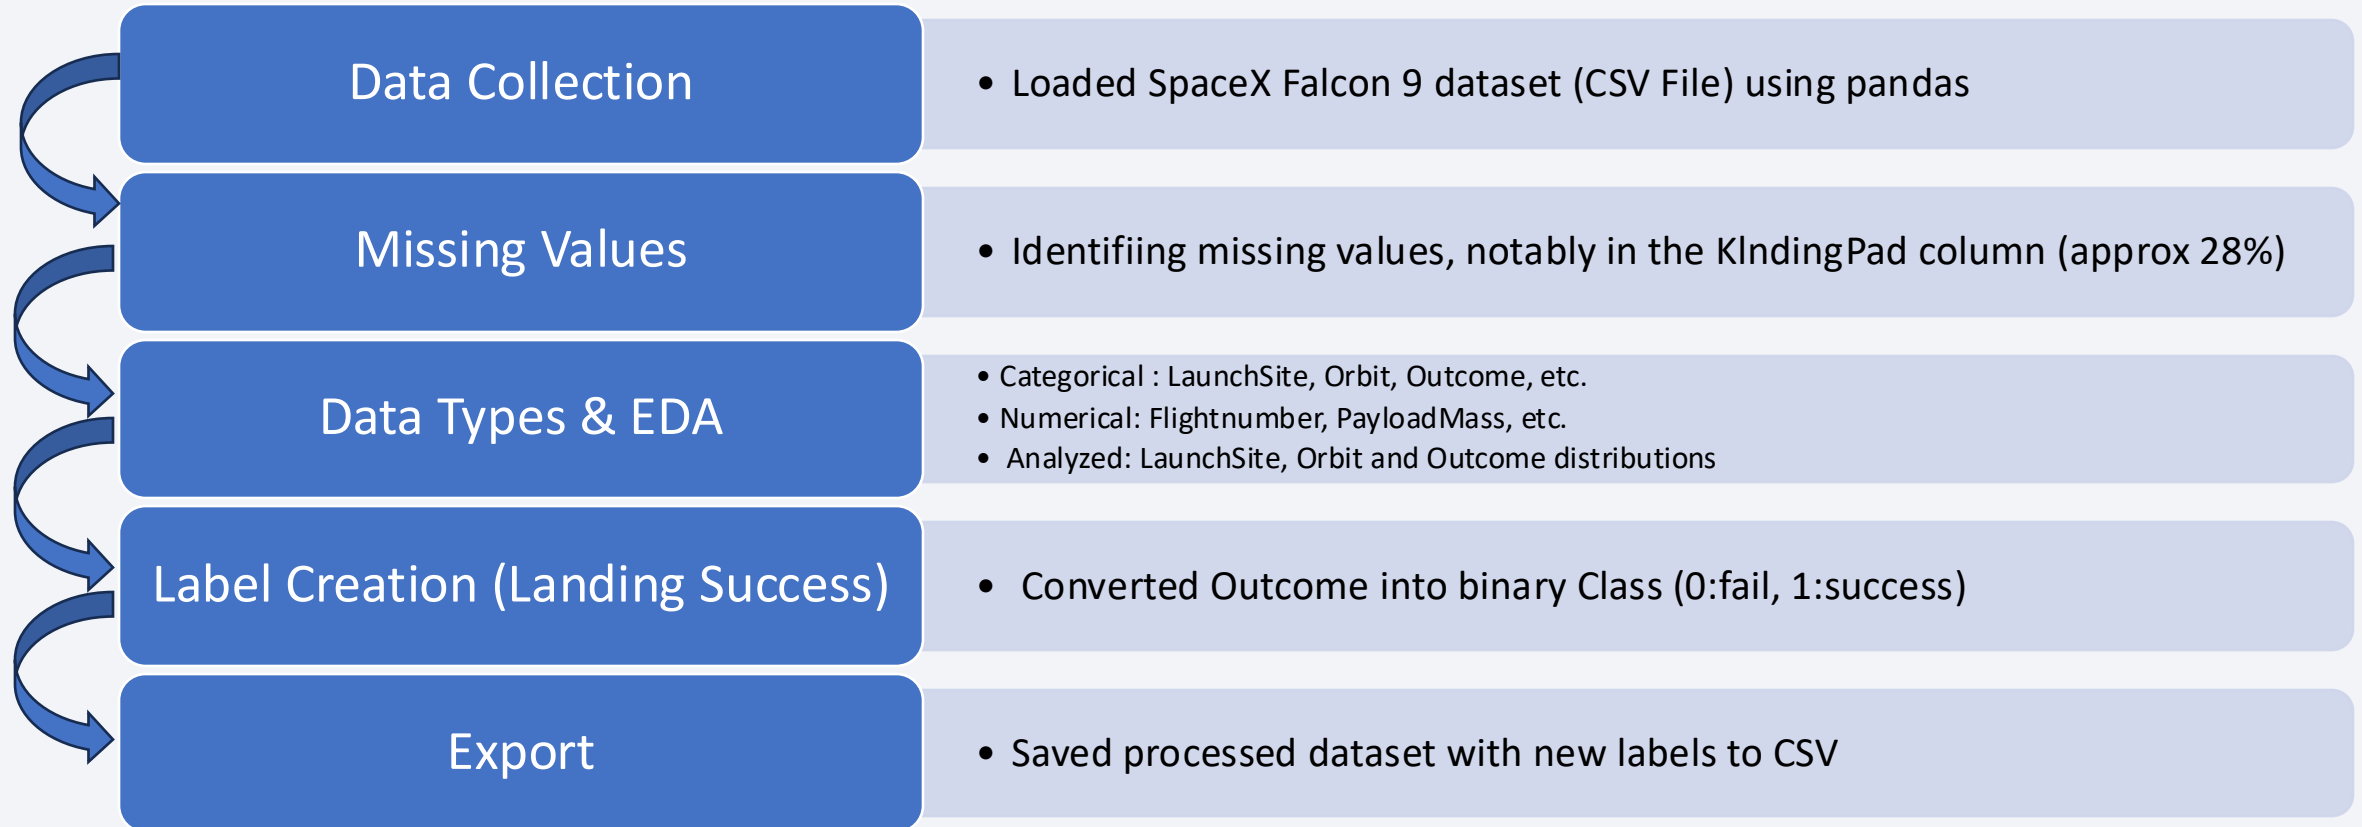 Data Collection
• Loaded SpaceX Falcon 9 dataset (CSV File) using pandas
Missing Values
• Identifiing missing values, notably in the KlndingPad column (approx 28%)
Data Types & EDA
• Categorical : LaunchSite, Orbit, Outcome, etc.
• Numerical: Flightnumber, PayloadMass, etc.
• Analyzed: LaunchSite, Orbit and Outcome distributions
Label Creation (Landing Success)
• Converted Outcome into binary Class (0:fail, 1:success)
Export
• Saved processed dataset with new labels to CSV